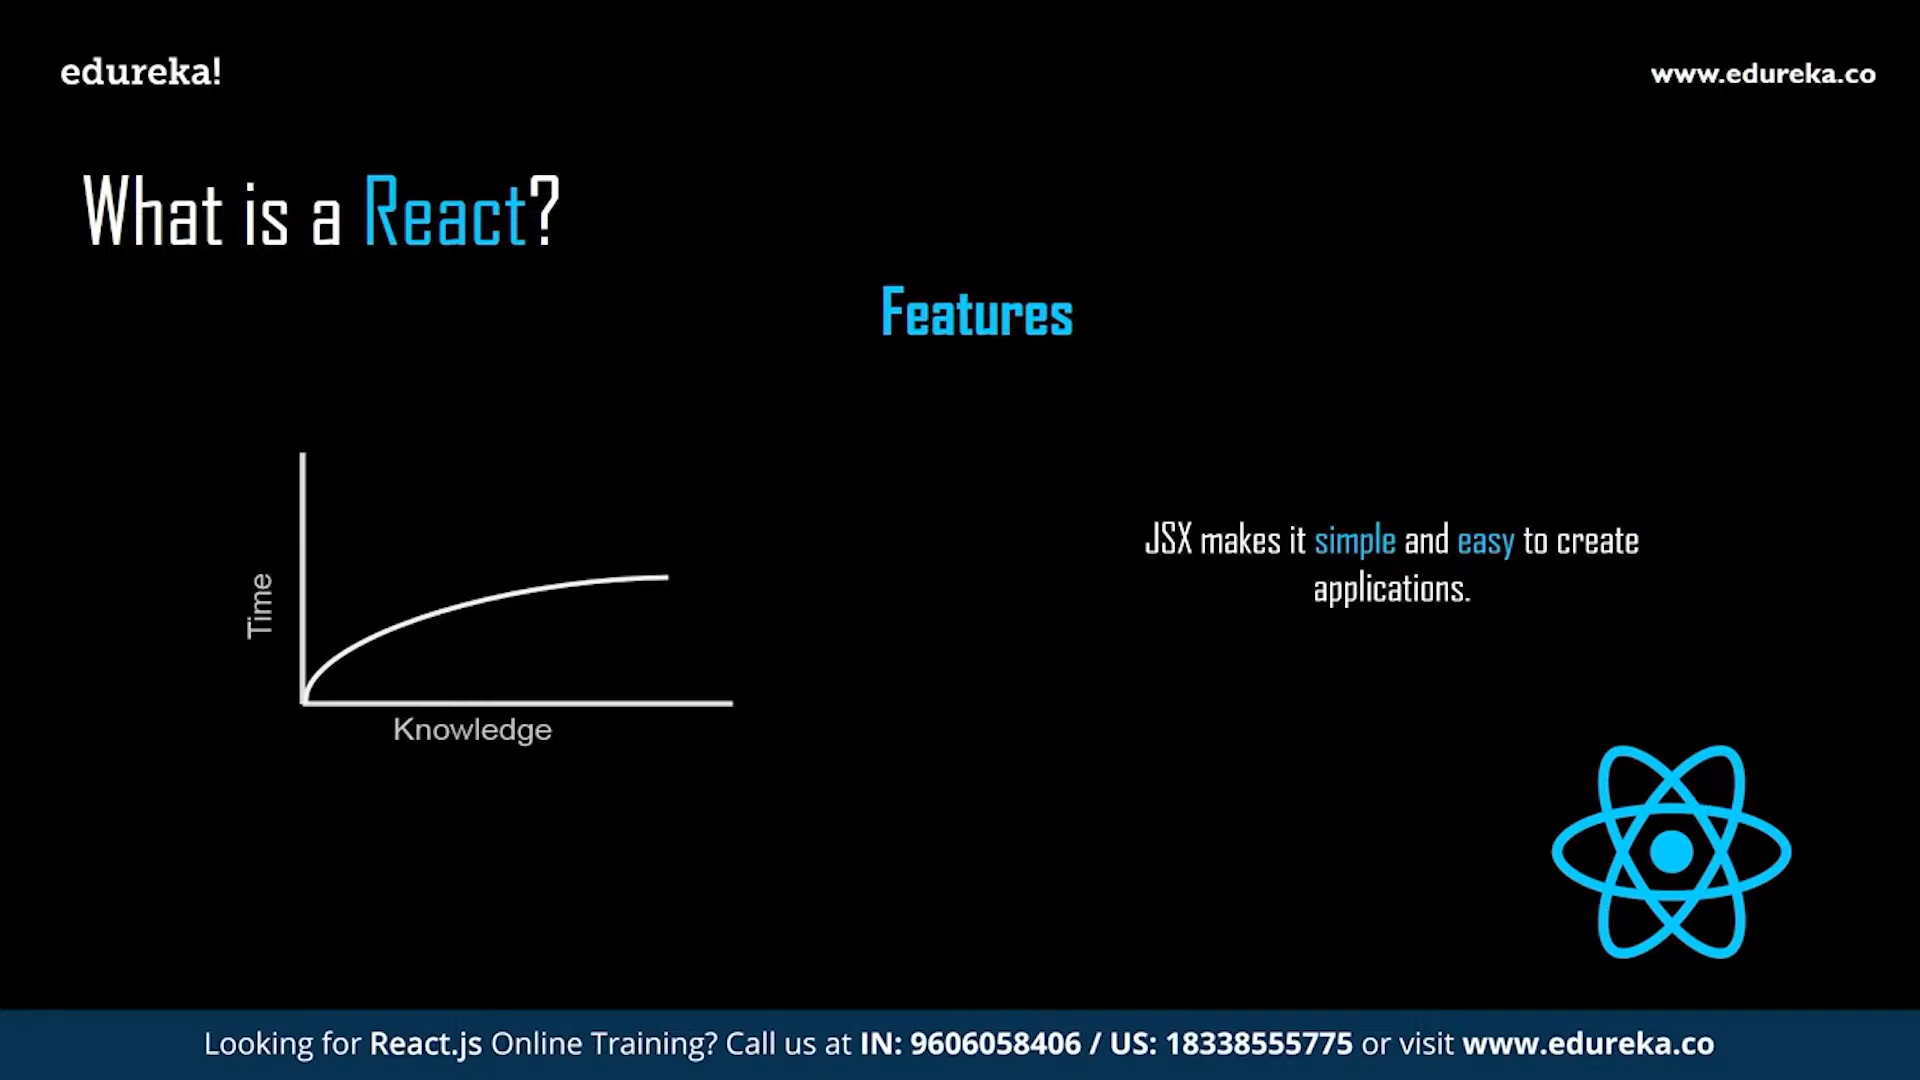 edureka!
www.edureka.co
What is a React?
Features
Time
Knowledge
JSX makes it simple and easy to create
applications.
Looking for React.js Online Training? Call us at IN: 9606058406 / US: 18338555775 or visit www.edureka.co